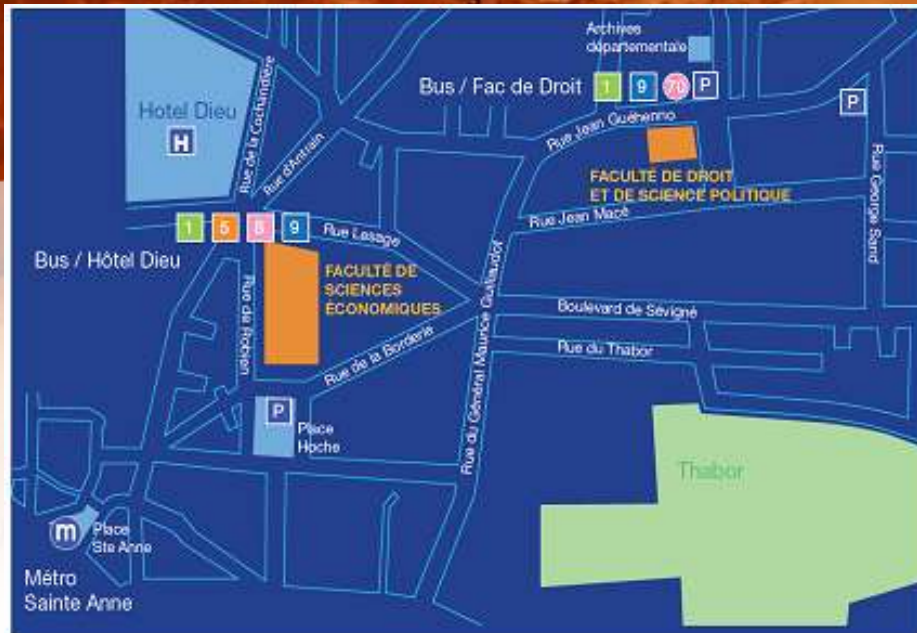 Archives
départementale
Bus / Fac de Droit 1 9 70 P
P
Hotel Dieu
H
Rue de la Cochardière
Rue d'Antrain
Rue Jean Guéhenno
FACULTÉ DE DROIT
ET DE SCIENCE POLITIQUE
Rue Jean Macé
Rue George Sand
1 5 8 9
Bus / Hôtel Dieu
Rue Lesage
FACULTÉ DE
SCIENCES
ÉCONOMIQUES
Rue de Robien
Rue de la Borderie
Rue du Général Maurice Guillaudot
Boulevard de Sévigné
Rue du Thabor
P
Place
Hoche
Thabor
m
Place
Ste Anne
Métro
Sainte Anne